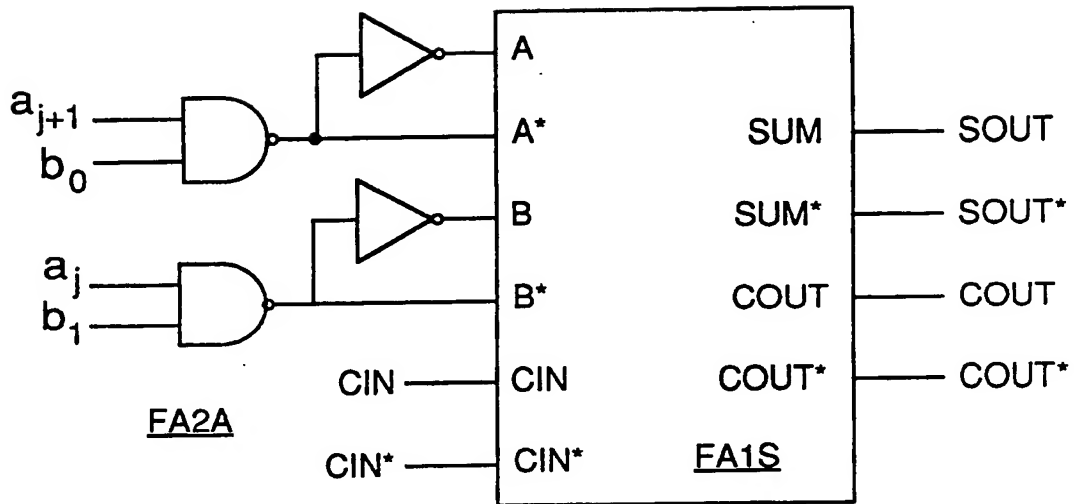 A
a_{j+1}
b_0
A*
SUM
SOUT
B
SUM*
SOUT*
a_j
b_1
B*
COUT
COUT
CIN
CIN
COUT*
COUT*
FA2A
CIN*
CIN*
FA1S